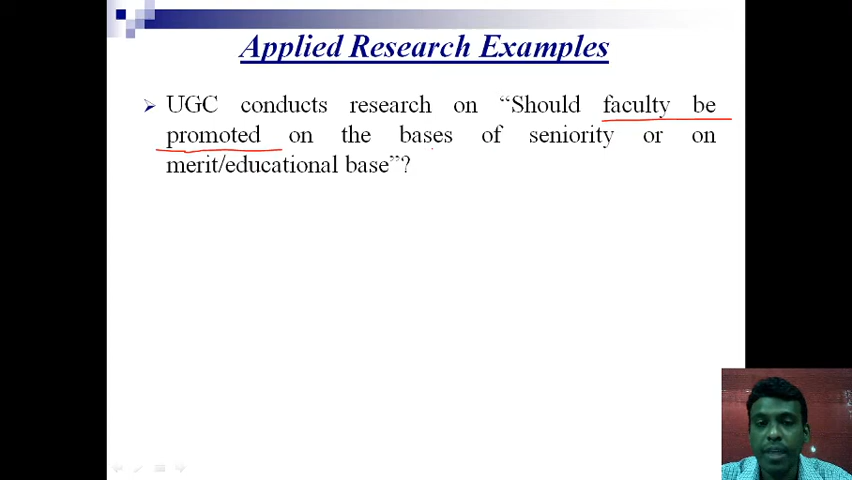 Applied Research Examples
UGC conducts research on “Should faculty be
promoted on the bases of seniority or on
merit/educational base”?